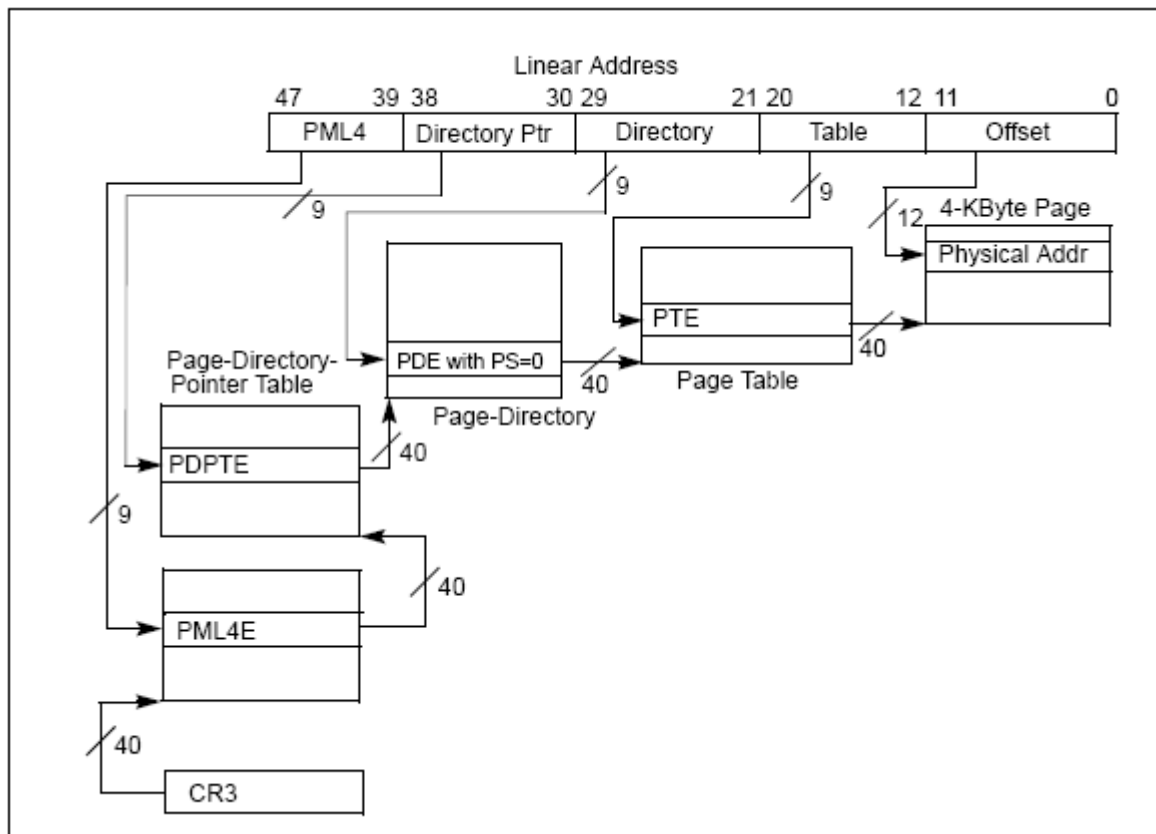 Linear Address
47 39 38 30 29 21 20 12 11 0
PML4 Directory Ptr Directory Table Offset
9 9 9 12 4-KByte Page
Physical Addr
PTE
40
Page-Directory-
Pointer Table
PDE with PS=0
40
Page Table
Page-Directory
40
PDPTE
9
40
PML4E
40
CR3